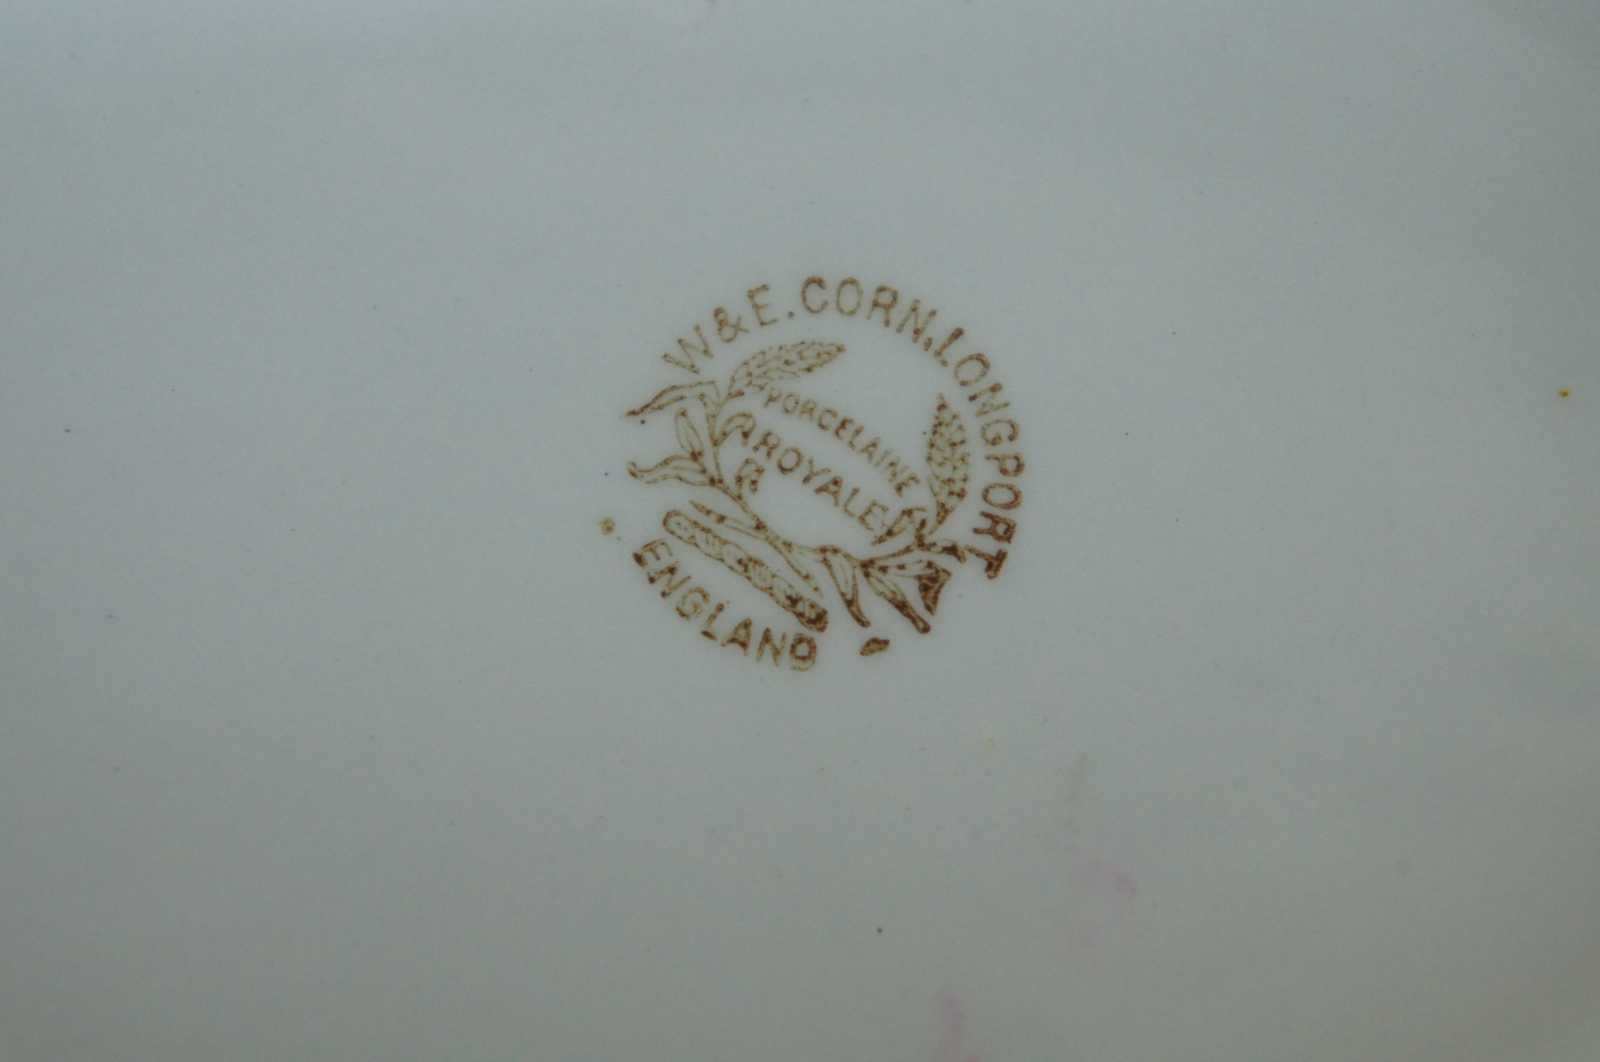 W & E. CORN, LONGPORT
PORCELAINE
ROYALE
ENGLAND